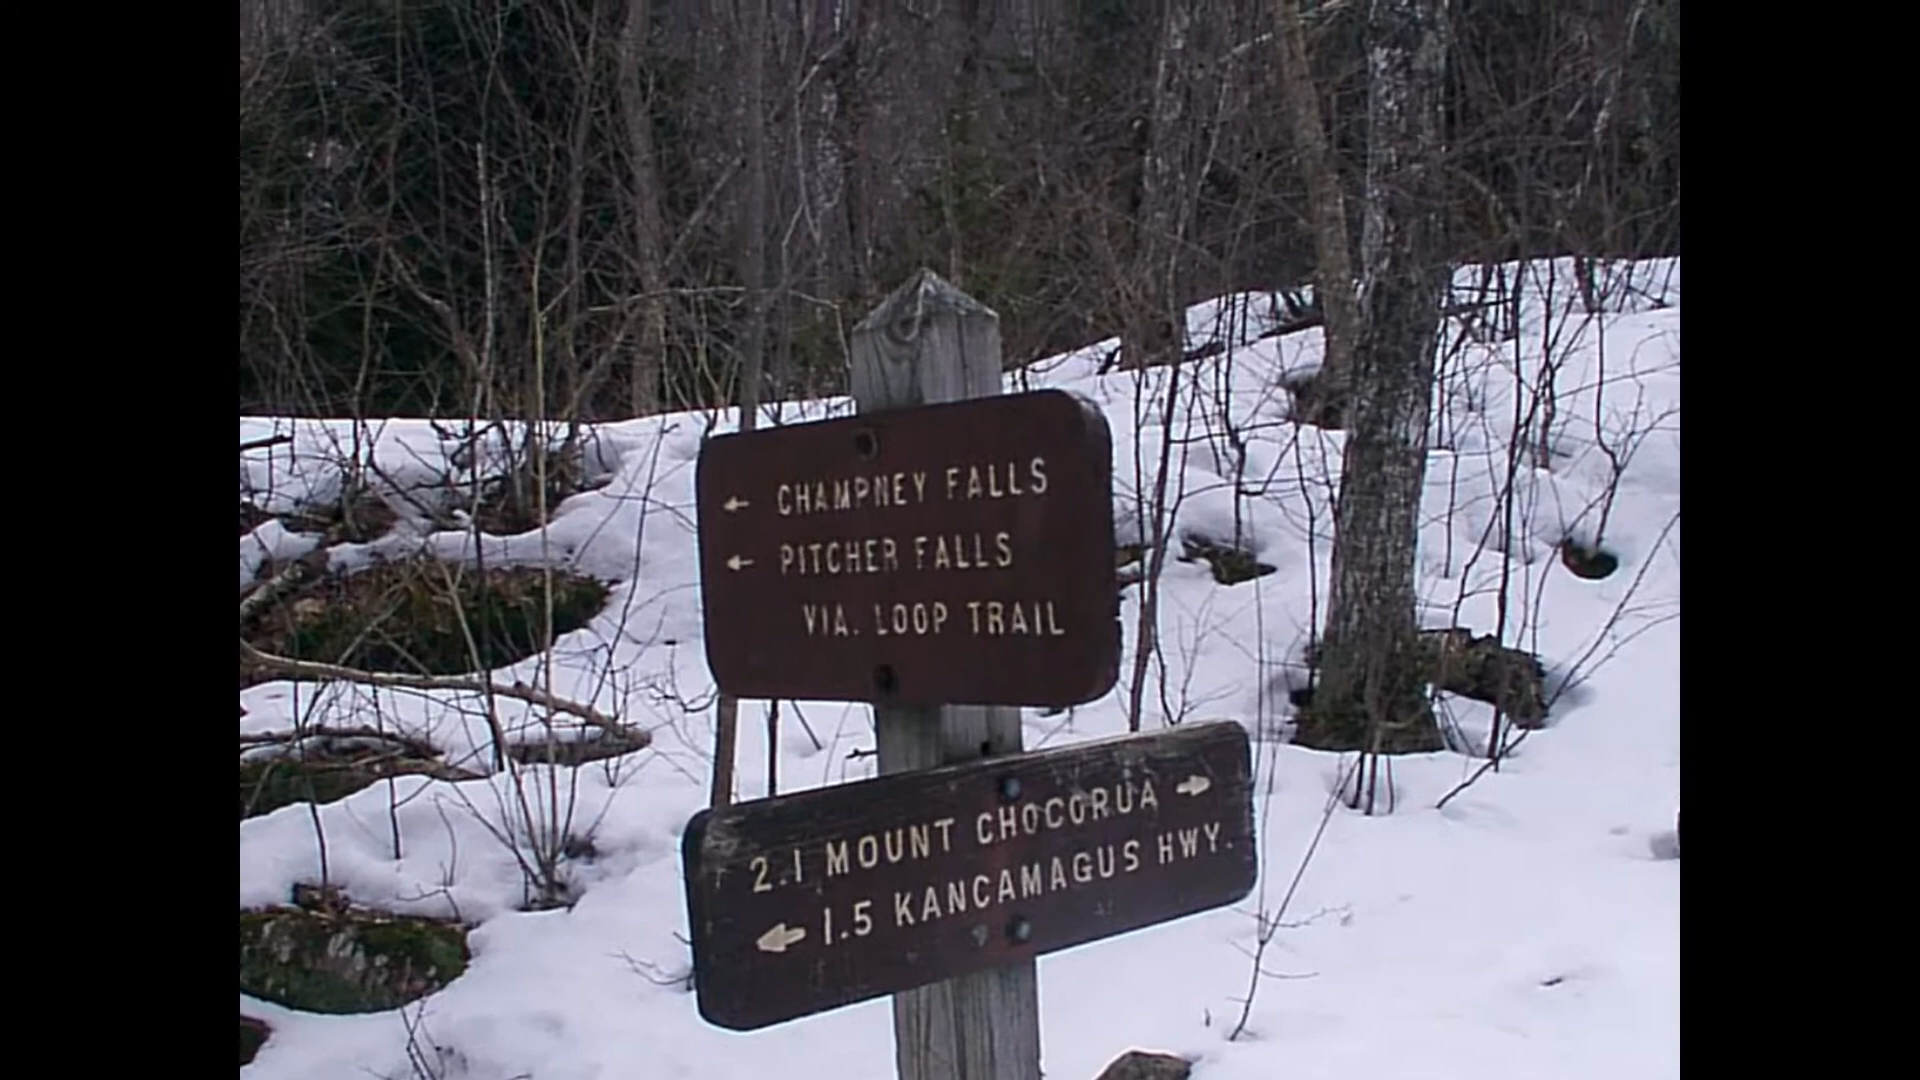 ← CHAMPNEY FALLS
← PITCHER FALLS
VIA. LOOP TRAIL
2.1 MOUNT CHOCORUA →
← 1.5 KANCAMAGUS HWY.